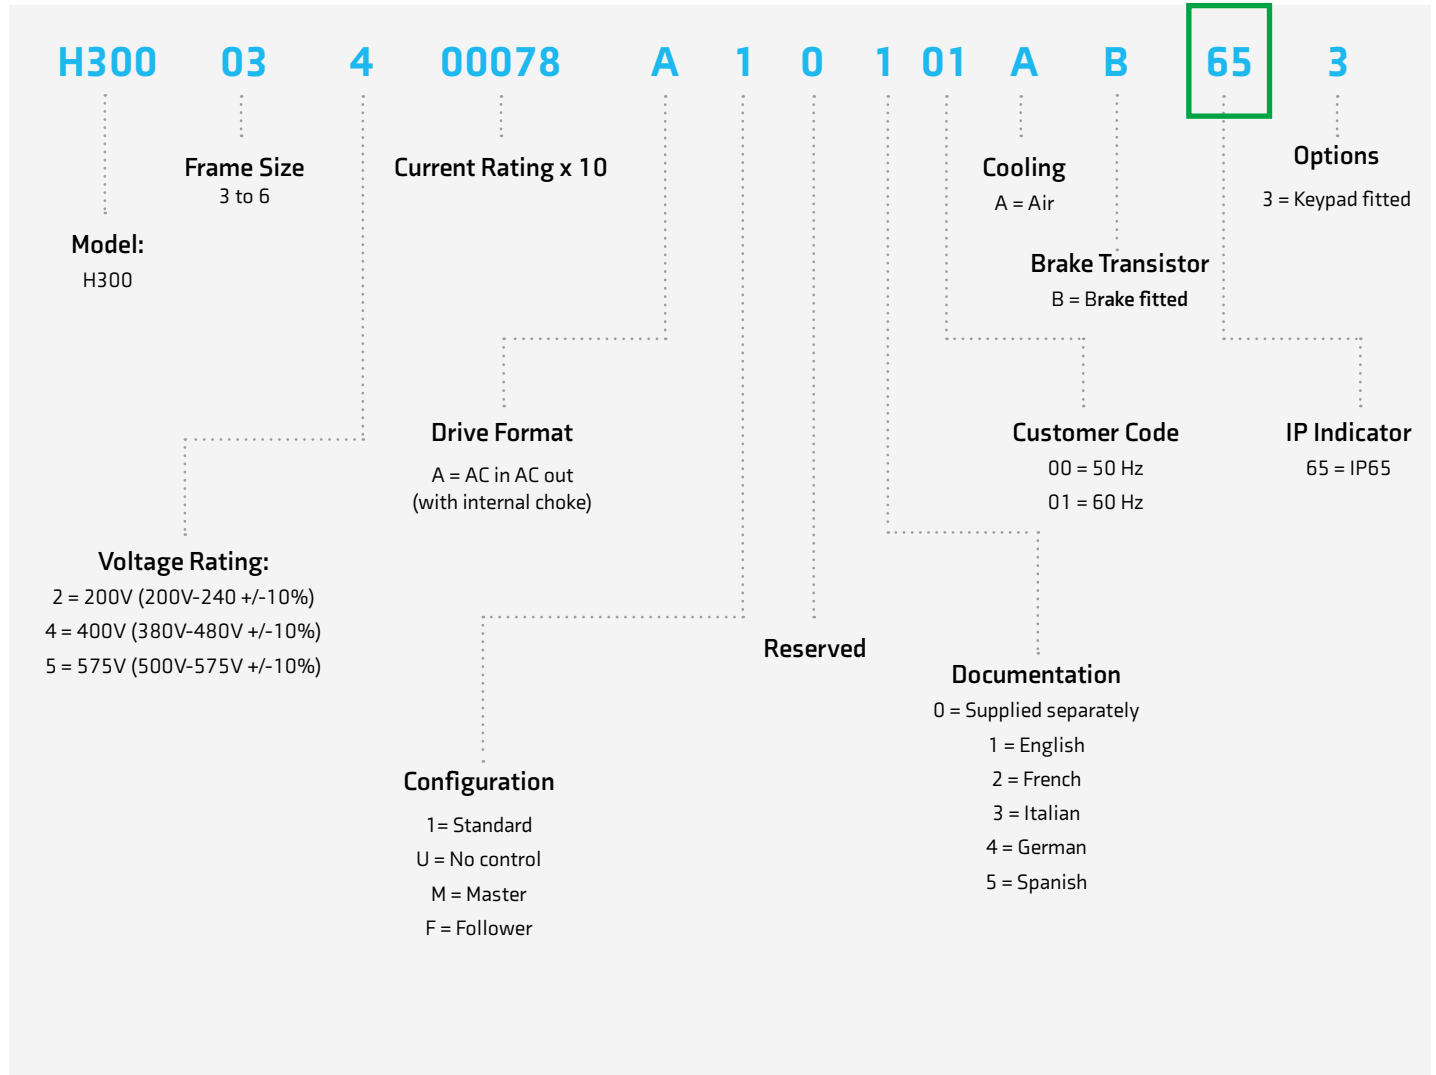 H300 03 4 00078 A 1 0 1 01 A B 65 3
Frame Size
3 to 6
Current Rating x 10
Cooling
A = Air
Options
3 = Keypad fitted
Model:
H300
Brake Transistor
B = Brake fitted
Drive Format
A = AC in AC out
(with internal choke)
Customer Code
00 = 50 Hz
01 = 60 Hz
IP Indicator
65 = IP65
Voltage Rating:
2 = 200V (200V-240 +/-10%)
4 = 400V (380V-480V +/-10%)
5 = 575V (500V-575V +/-10%)
Reserved
Documentation
0 = Supplied separately
1 = English
2 = French
3 = Italian
4 = German
5 = Spanish
Configuration
1= Standard
U = No control
M = Master
F = Follower